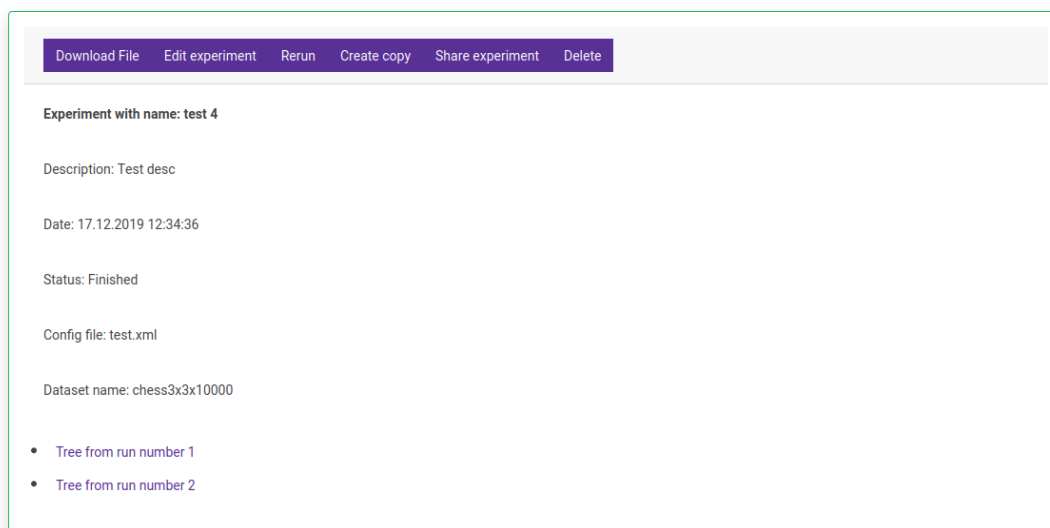 Download File Edit experiment Rerun Create copy Share experiment Delete
Experiment with name: test 4
Description: Test desc
Date: 17.12.2019 12:34:36
Status: Finished
Config file: test.xml
Dataset name: chess3x3x10000
Tree from run number 1
Tree from run number 2